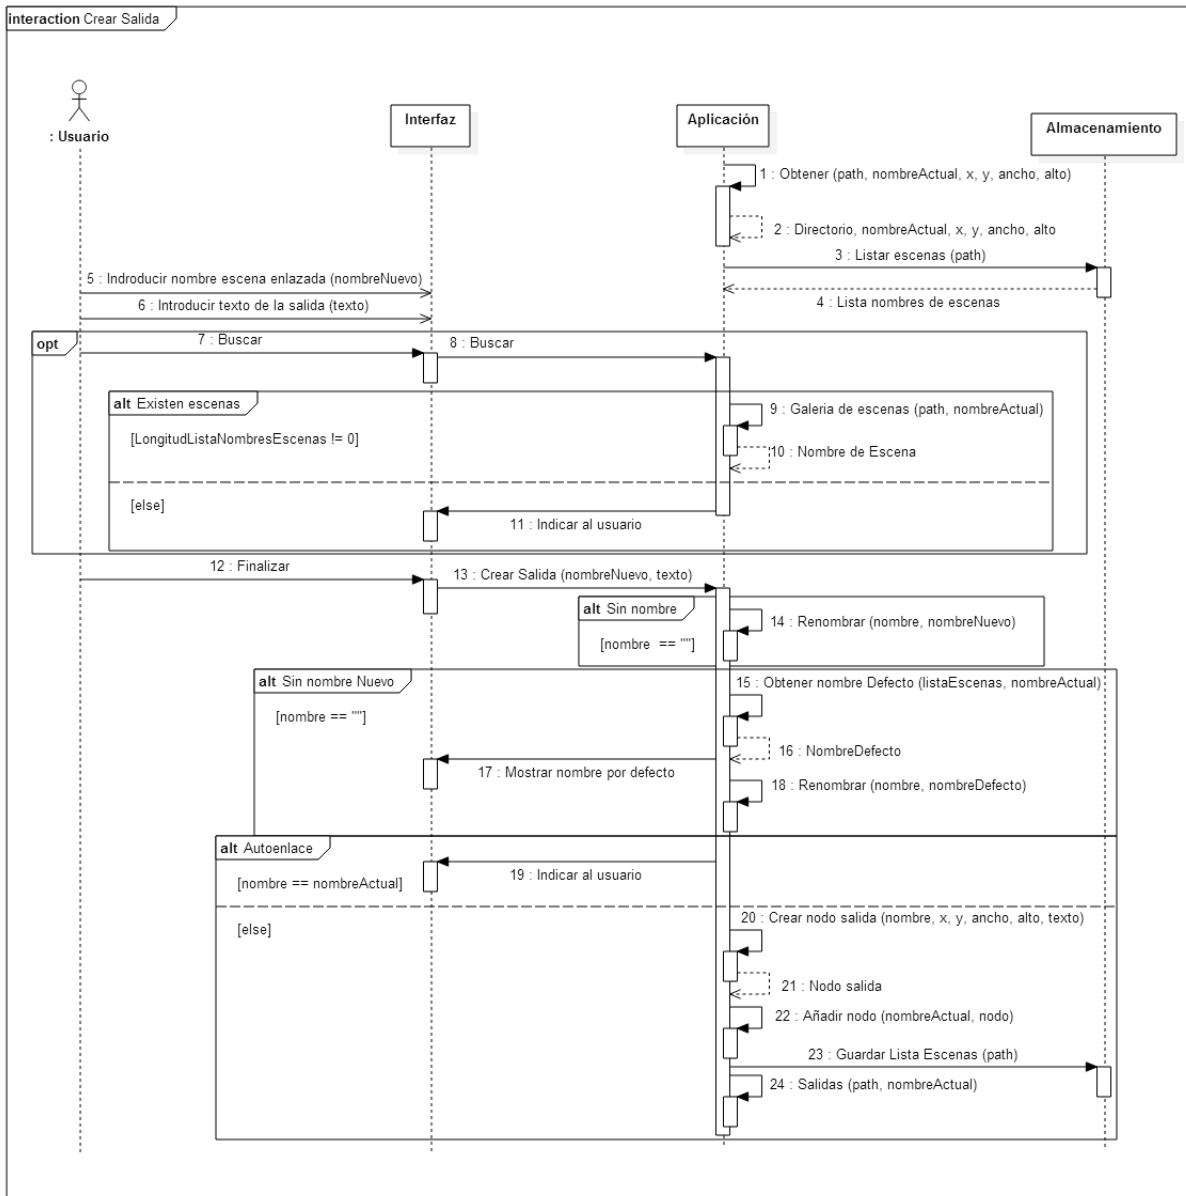 interaction Crear Salida
: Usuario
Interfaz
Aplicación
Almacenamiento
1 : Obtener (path, nombreActual, x, y, ancho, alto)
2 : Directorio, nombreActual, x, y, ancho, alto
3 : Listar escenas (path)
4 : Lista nombres de escenas
5 : Indroducir nombre escena enlazada (nombreNuevo)
6 : Introducir texto de la salida (texto)
opt
7 : Buscar
8 : Buscar
alt Existen escenas
[LongitudListaNombresEscenas != 0]
9 : Galeria de escenas (path, nombreActual)
10 : Nombre de Escena
[else]
11 : Indicar al usuario
12 : Finalizar
13 : Crear Salida (nombreNuevo, texto)
alt Sin nombre
[nombre == ""]
14 : Renombrar (nombre, nombreNuevo)
alt Sin nombre Nuevo
[nombre == ""]
15 : Obtener nombre Defecto (listaEscenas, nombreActual)
16 : NombreDefecto
17 : Mostrar nombre por defecto
18 : Renombrar (nombre, nombreDefecto)
alt Autoenlace
[nombre == nombreActual]
19 : Indicar al usuario
[else]
20 : Crear nodo salida (nombre, x, y, ancho, alto, texto)
21 : Nodo salida
22 : Añadir nodo (nombreActual, nodo)
23 : Guardar Lista Escenas (path)
24 : Salidas (path, nombreActual)